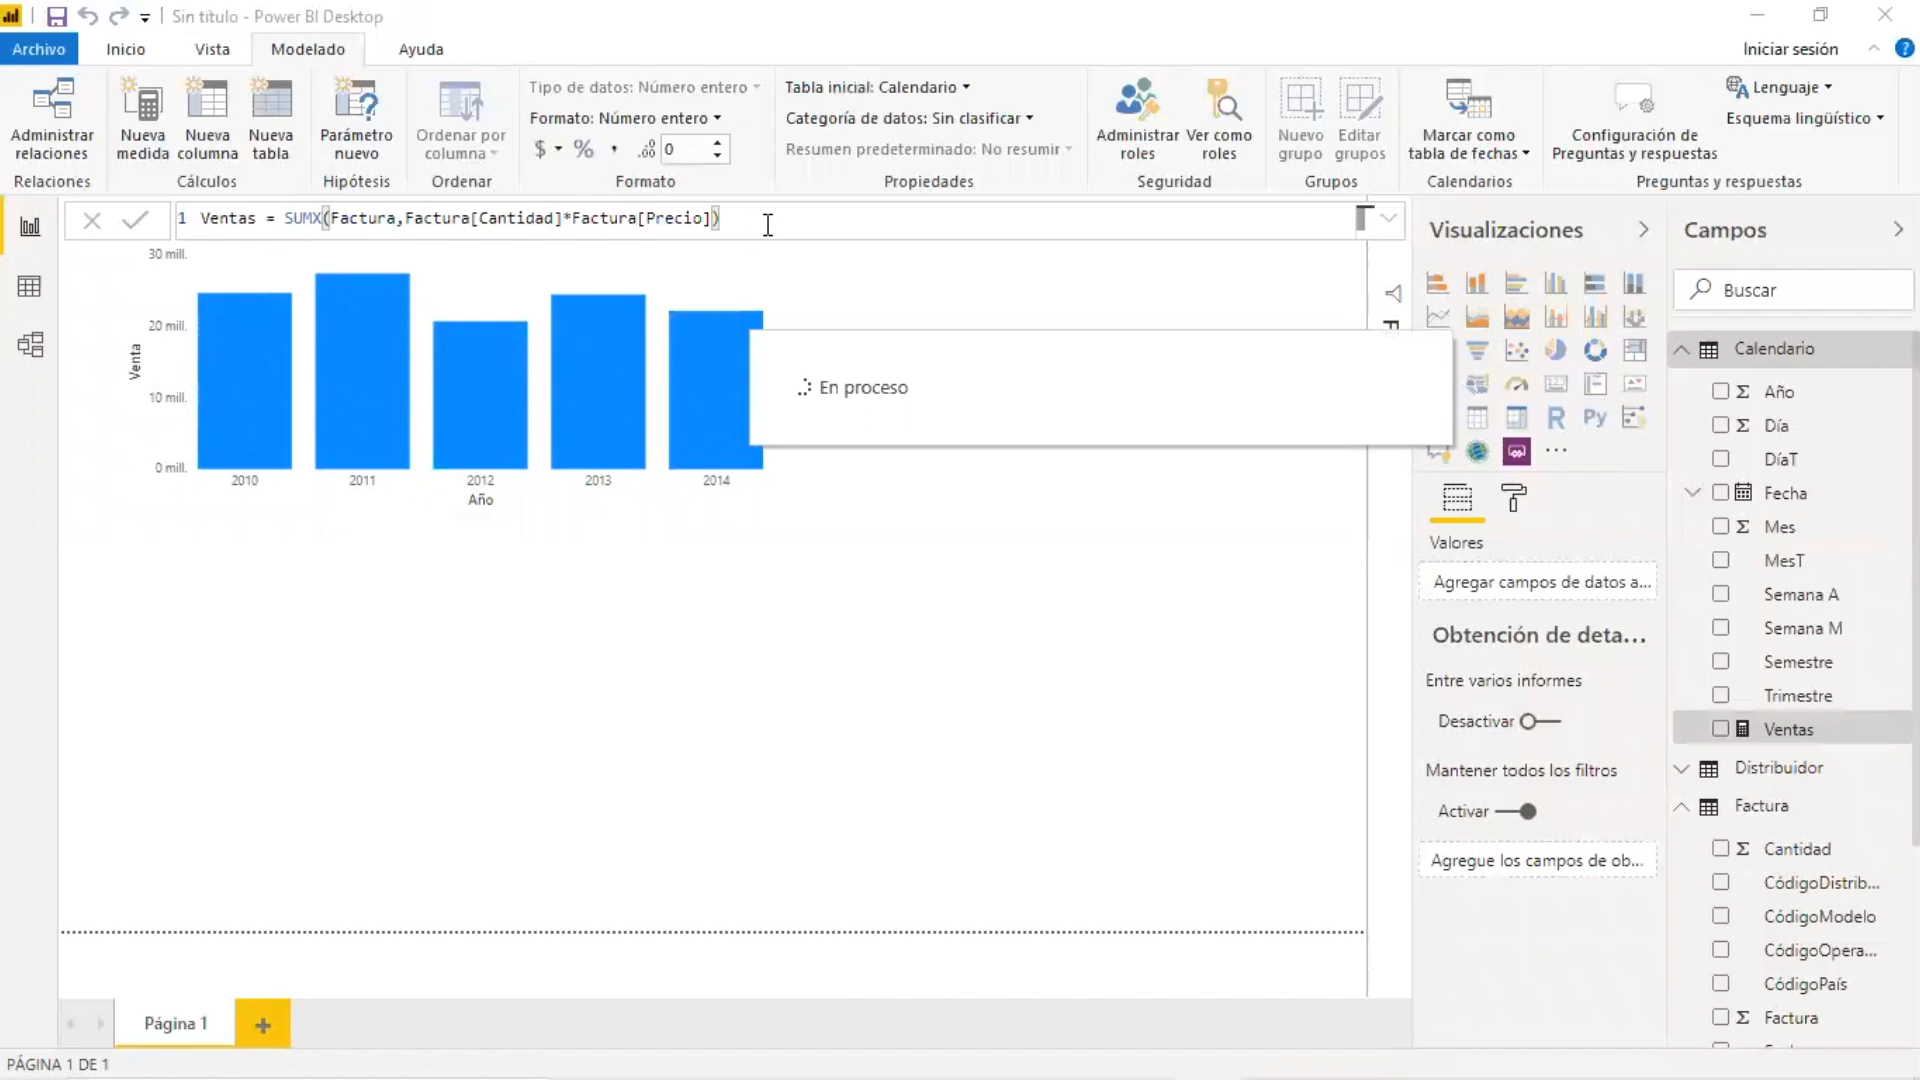 Sin título - Power BI Desktop
Archivo
Inicio
Vista
Modelado
Ayuda
Iniciar sesión
Administrar relaciones
Nueva medida
Nueva columna
Nueva tabla
Parámetro nuevo
Ordenar por columna
Tipo de datos: Número entero
Formato: Número entero
$ % , .00 0
Tabla inicial: Calendario
Categoría de datos: Sin clasificar
Resumen predeterminado: No resumir
Administrar roles
Ver como roles
Nuevo grupo
Editar grupos
Marcar como tabla de fechas
Configuración de Preguntas y respuestas
Lenguaje
Esquema lingüístico
Relaciones
Cálculos
Hipótesis
Ordenar
Formato
Propiedades
Seguridad
Grupos
Calendarios
Preguntas y respuestas
1 Ventas = SUMX(Factura,Factura[Cantidad]*Factura[Precio])
30 mill.
20 mill.
10 mill.
0 mill.
Venta
2010 2011 2012 2013 2014
Año
En proceso
Visualizaciones
R Py
Valores
Agregar campos de datos a...
Obtención de deta...
Entre varios informes
Desactivar
Mantener todos los filtros
Activar
Agregue los campos de ob...
Campos
Buscar
Calendario
Año
Día
DíaT
Fecha
Mes
MesT
Semana A
Semana M
Semestre
Trimestre
Ventas
Distribuidor
Factura
Cantidad
CódigoDistrib...
CódigoModelo
CódigoOpera...
CódigoPaís
Factura
Página 1
PÁGINA 1 DE 1